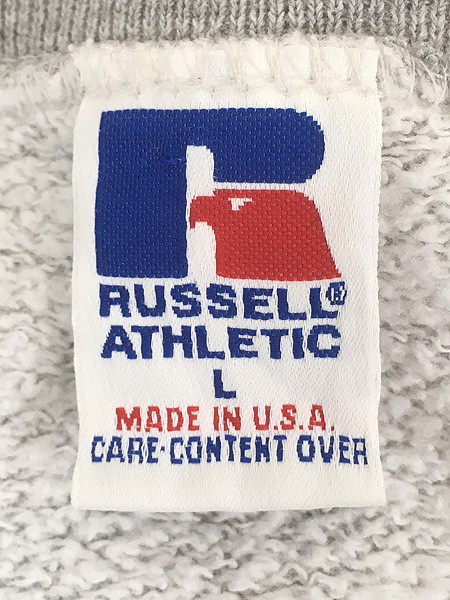 RUSSELL®
ATHLETIC
L
MADE IN U.S.A.
CARE·CONTENT OVER